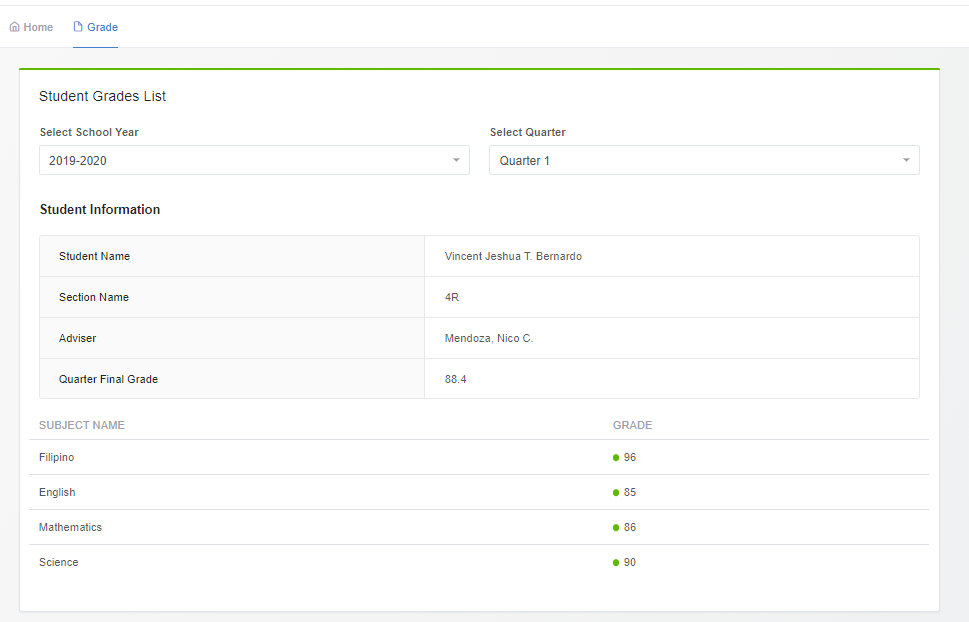 Home Grade
Student Grades List
Select School Year Select Quarter
2019-2020 Quarter 1
Student Information
Student Name Vincent Jeshua T. Bernardo
Section Name 4R
Adviser Mendoza, Nico C.
Quarter Final Grade 88.4
SUBJECT NAME GRADE
Filipino 96
English 85
Mathematics 86
Science 90